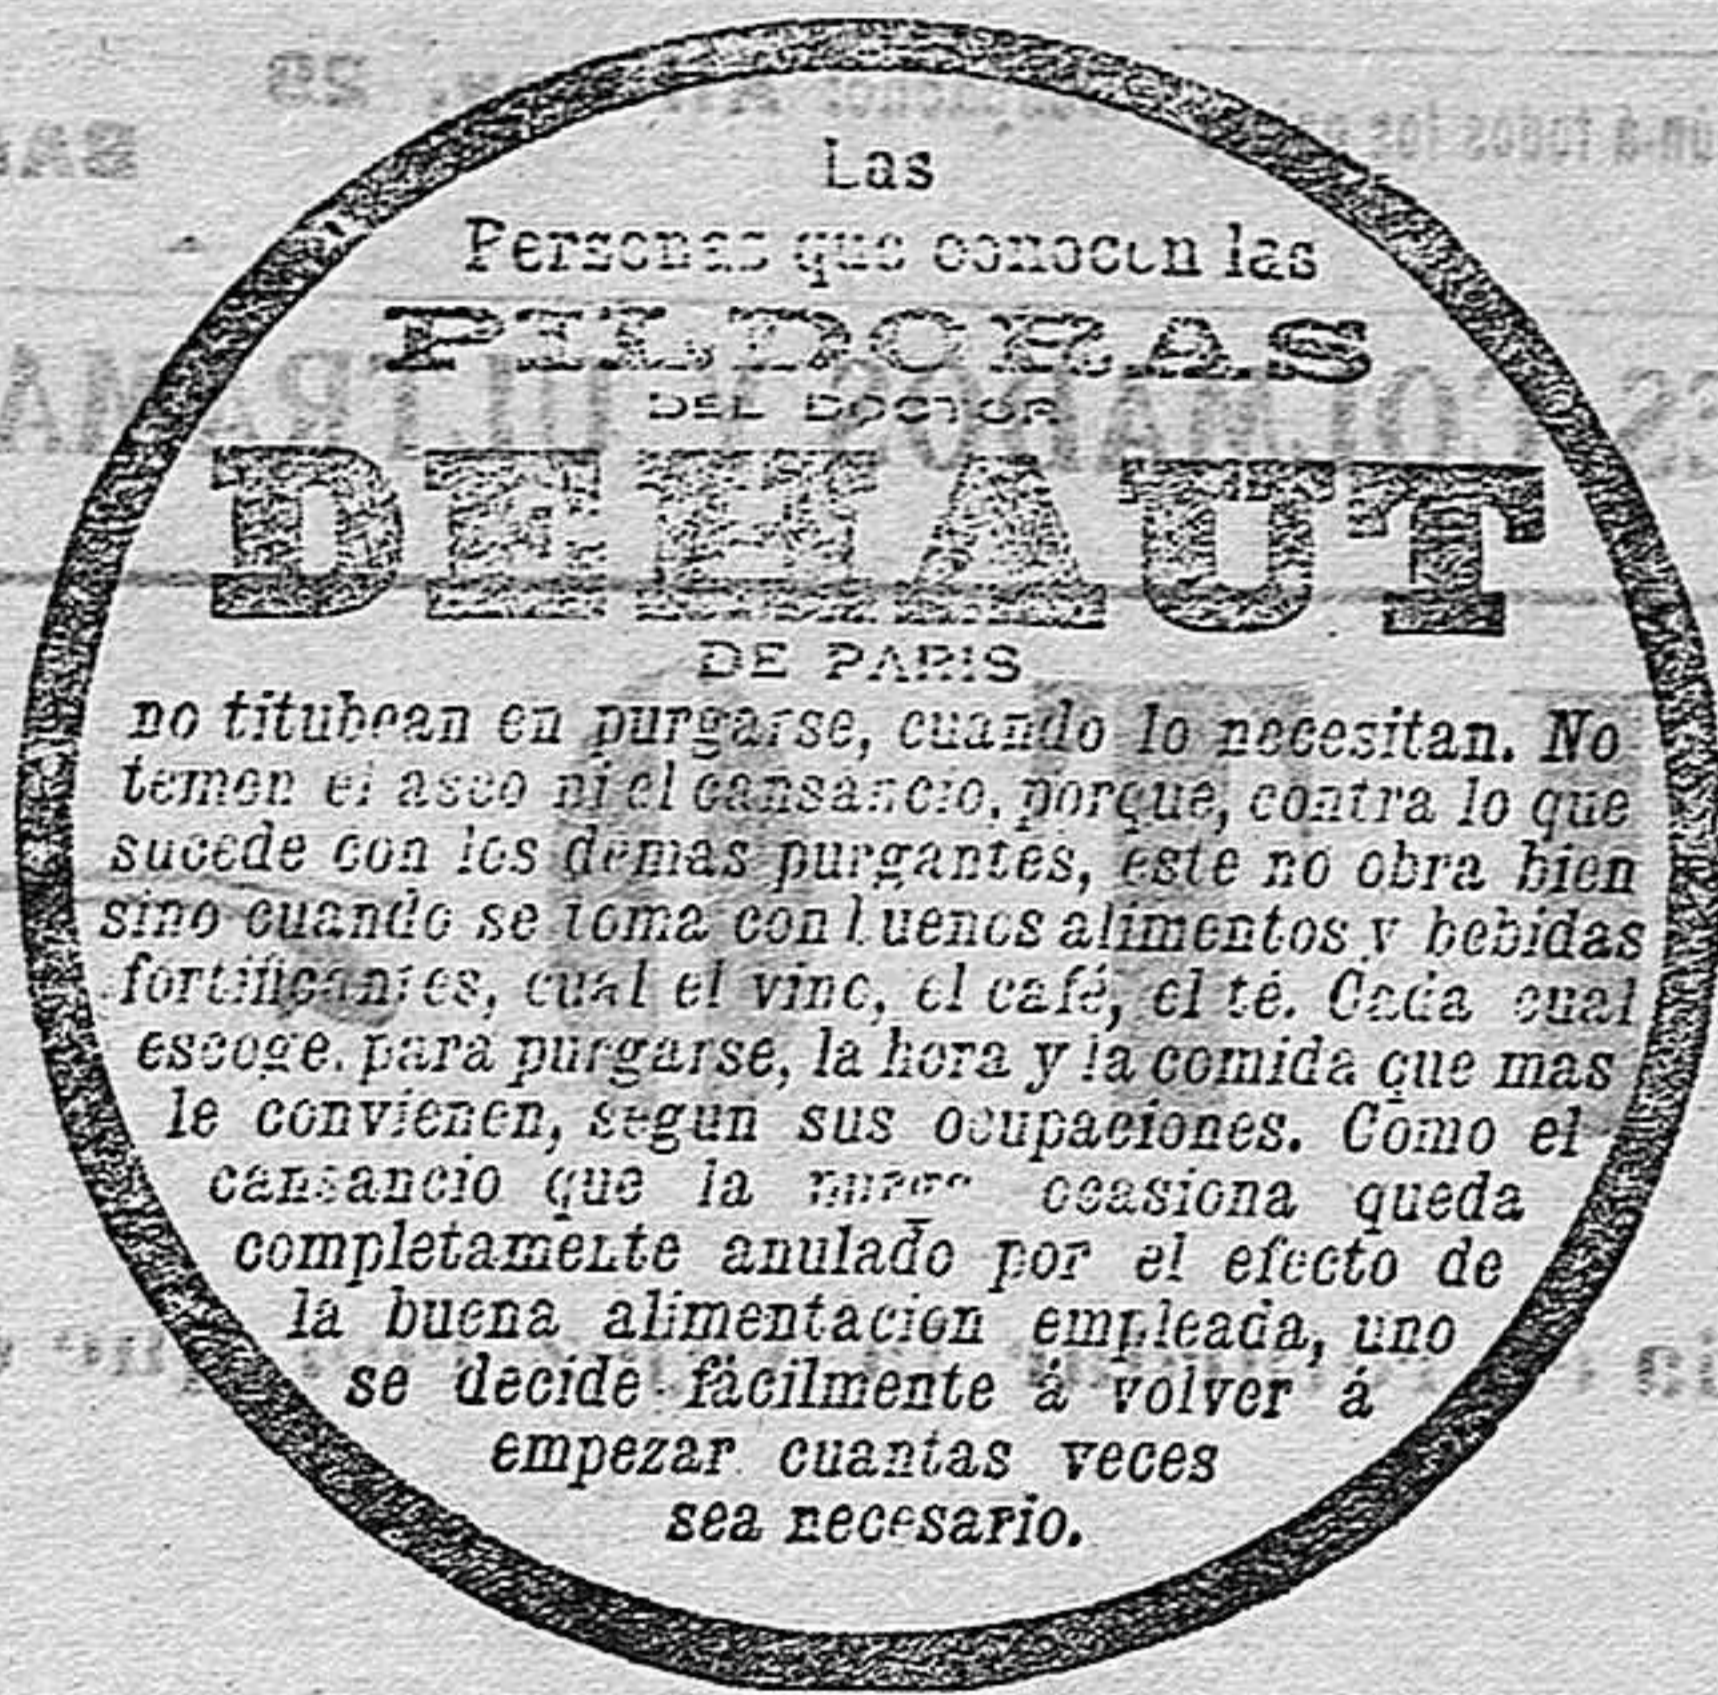 Las
Personas que conocen las
PILDORAS
DEL DOCTOR
DEHAUT
DE PARIS
no titubean en purgarse, cuando lo necesitan. No
temen el asco ni el cansancio, porque, contra lo que
sucede con los demas purgantes, este no obra bien
sino cuando se toma con buenos alimentos y bebidas
fortificantes, cual el vino, el café, el té. Cada cual
escoge, para purgarse, la hora y la comida que mas
le convienen, segun sus ocupaciones. Como el
cansancio que la purga ocasiona queda
completamente anulado por el efecto de
la buena alimentacion empleada, uno
se decide fácilmente á volver á
empezar cuantas veces
sea necesario.